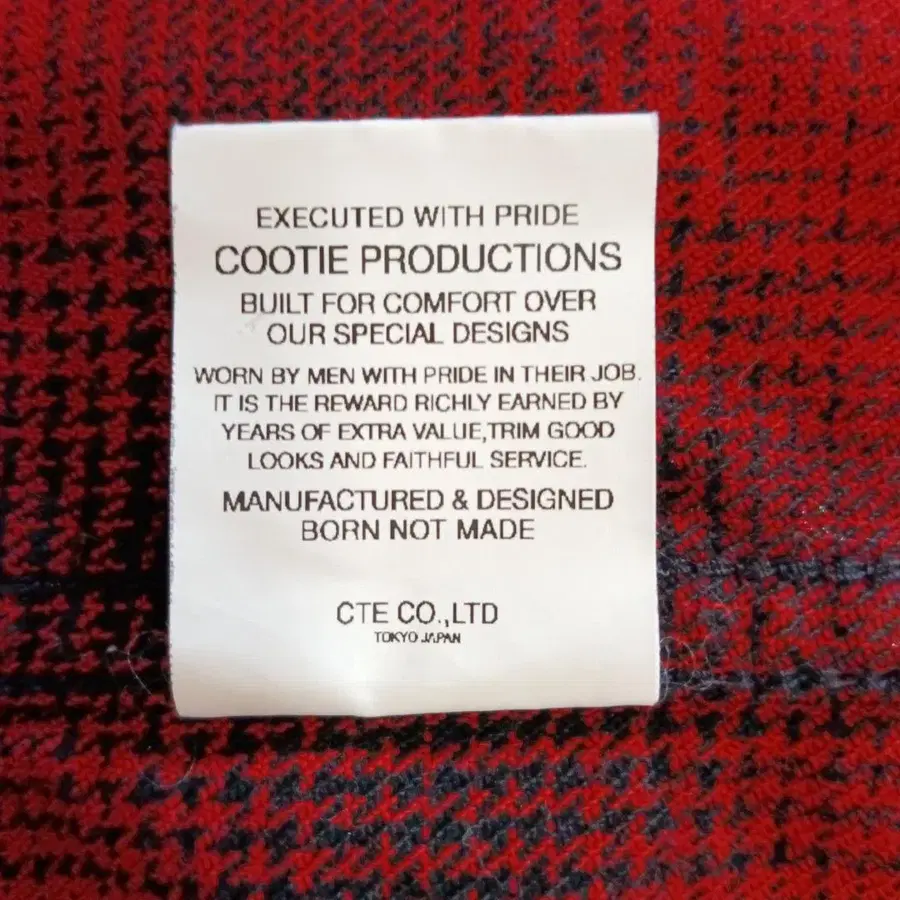 EXECUTED WITH PRIDE
COOTIE PRODUCTIONS
BUILT FOR COMFORT OVER
OUR SPECIAL DESIGNS
WORN BY MEN WITH PRIDE IN THEIR JOB.
IT IS THE REWARD RICHLY EARNED BY
YEARS OF EXTRA VALUE,TRIM GOOD
LOOKS AND FAITHFUL SERVICE.
MANUFACTURED & DESIGNED
BORN NOT MADE
CTE CO.,LTD
TOKYO JAPAN